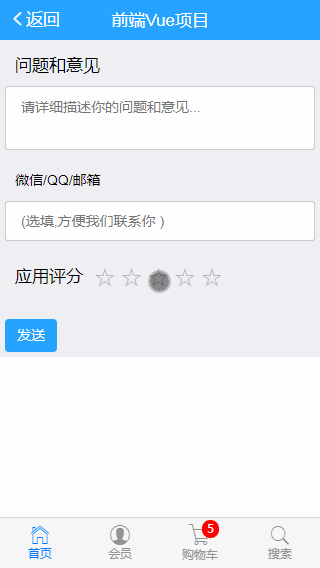 返回 前端Vue项目
问题和意见
请详细描述你的问题和意见...
微信/QQ/邮箱
(选填,方便我们联系你 )
应用评分
发送
5
首页 会员 购物车 搜索